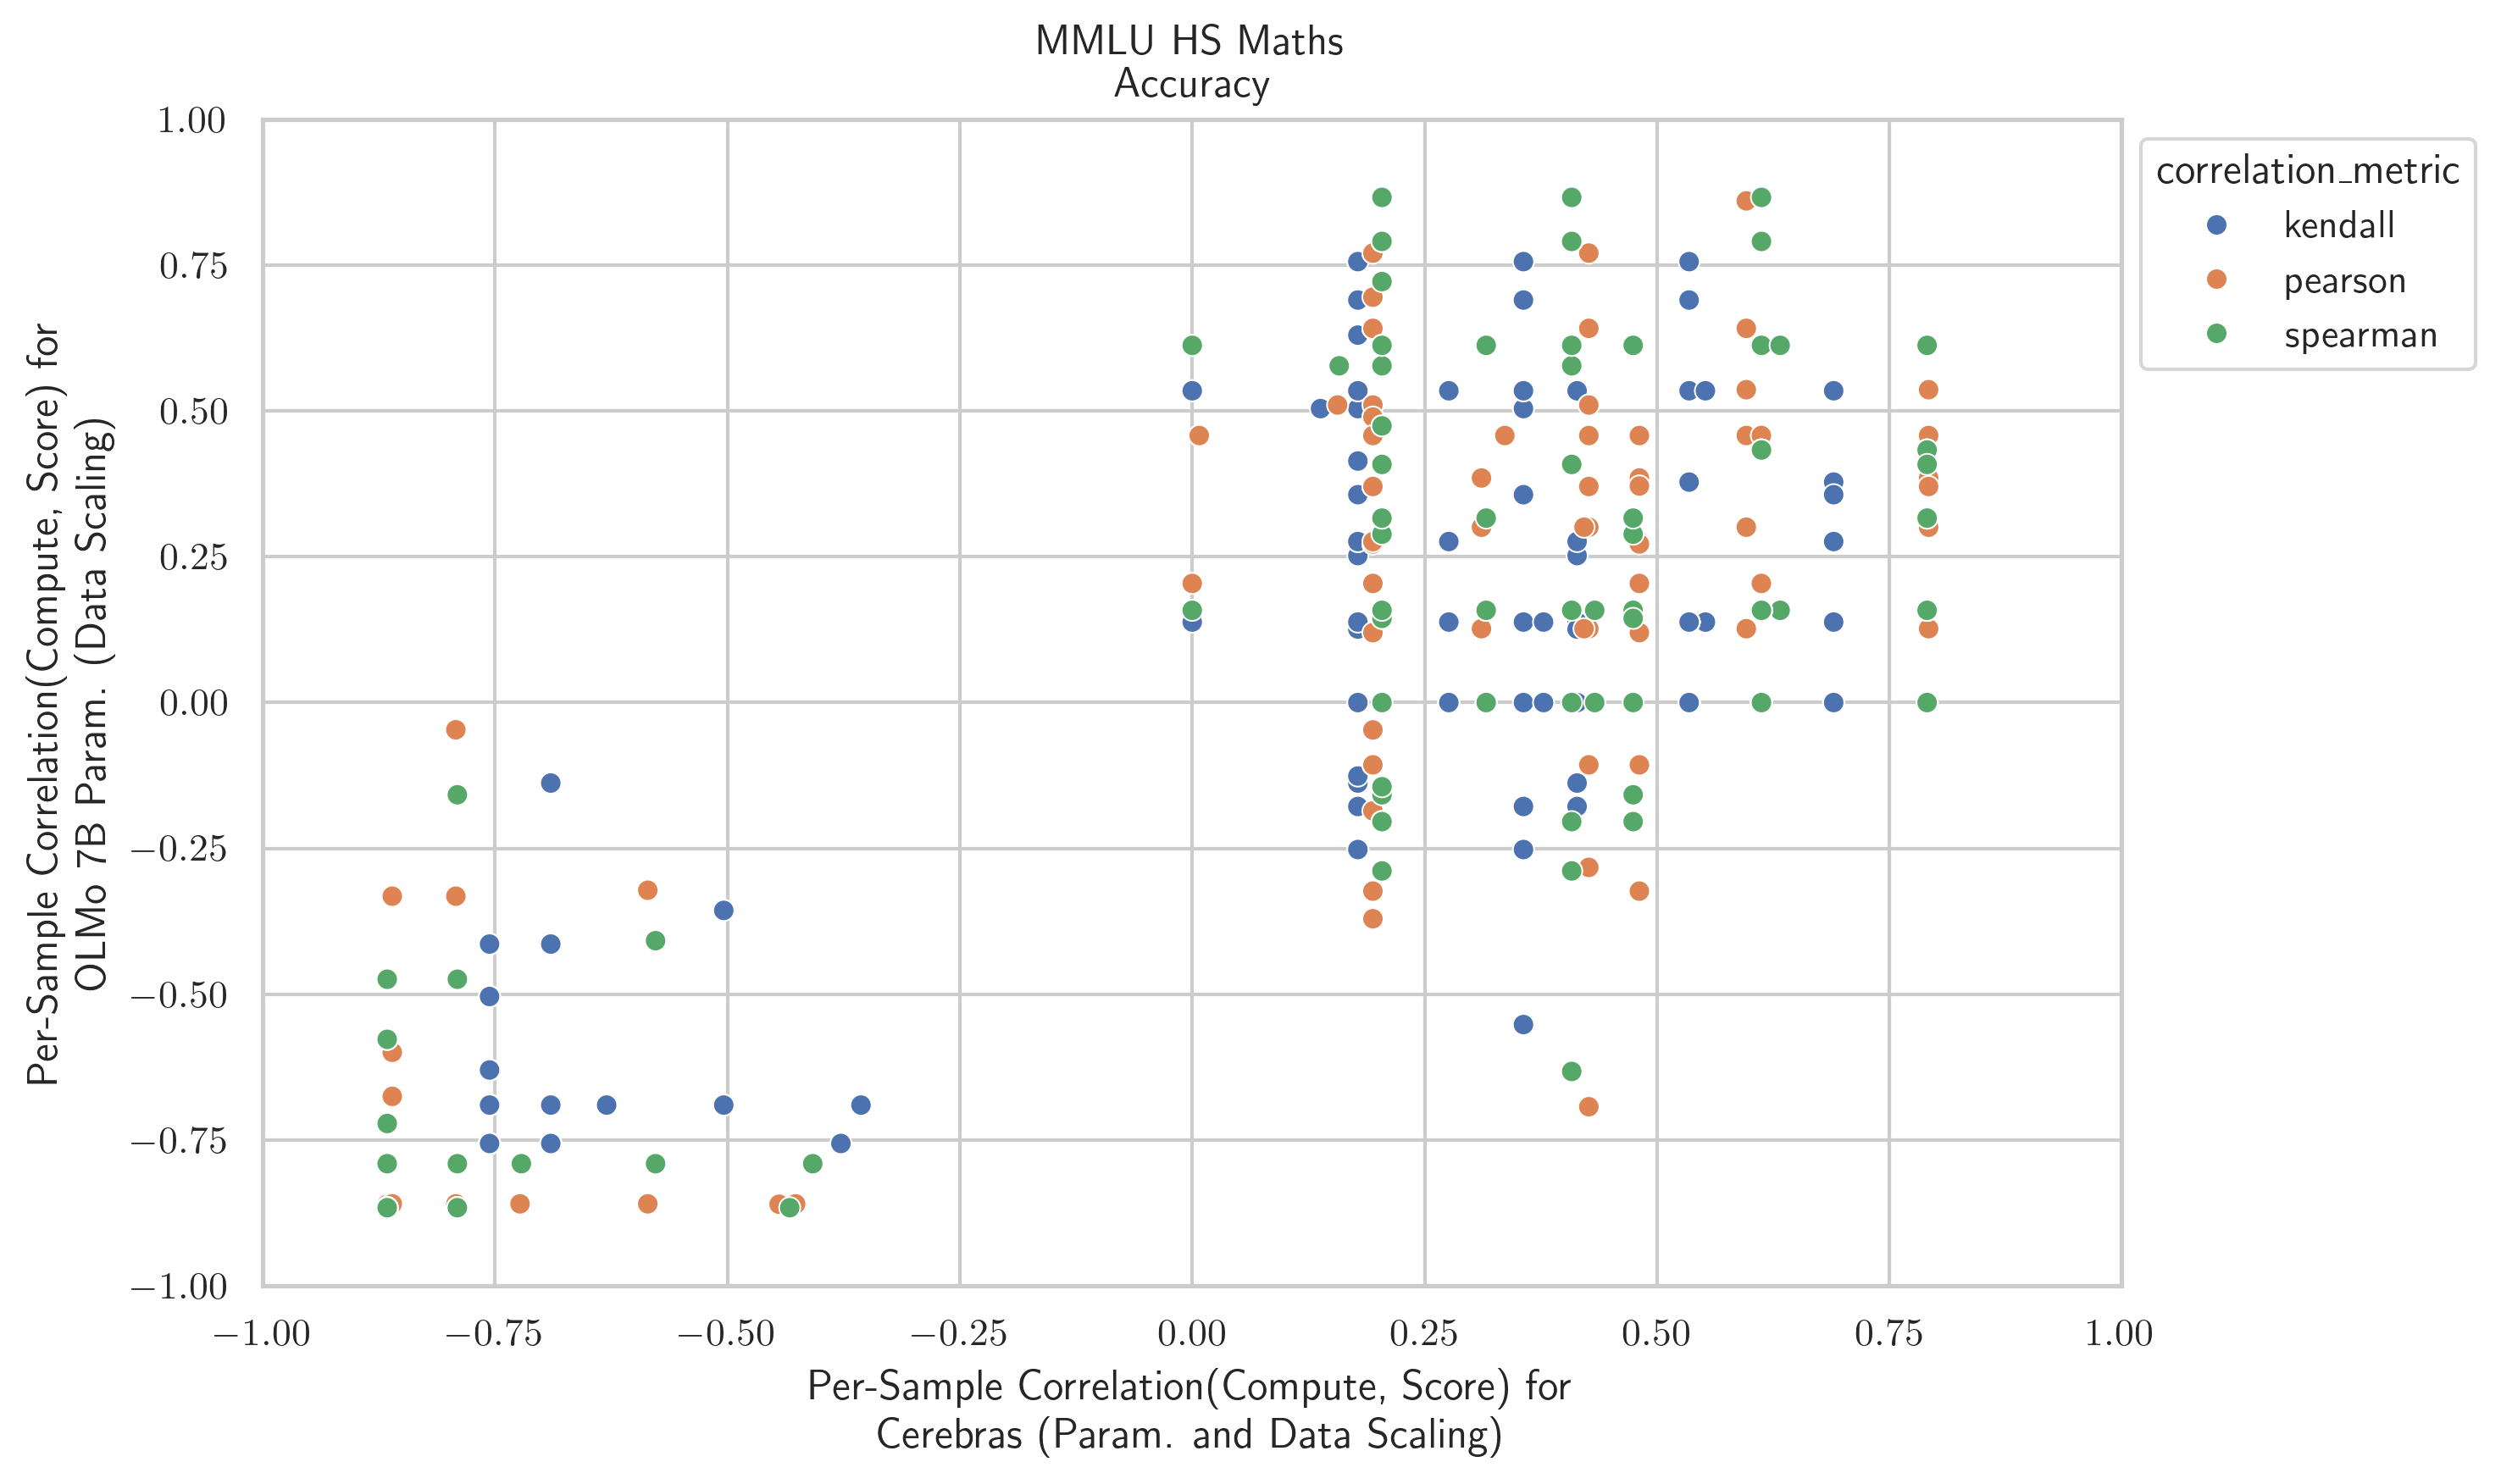 MMLU HS Maths
Accuracy
Per-Sample Correlation(Compute, Score) for
OLMo 7B Param. (Data Scaling)
1.00
0.75
0.50
0.25
0.00
−0.25
−0.50
−0.75
−1.00
−1.00
−0.75
−0.50
−0.25
0.00
0.25
0.50
0.75
1.00
Per-Sample Correlation(Compute, Score) for
Cerebras (Param. and Data Scaling)
correlation_metric
kendall
pearson
spearman